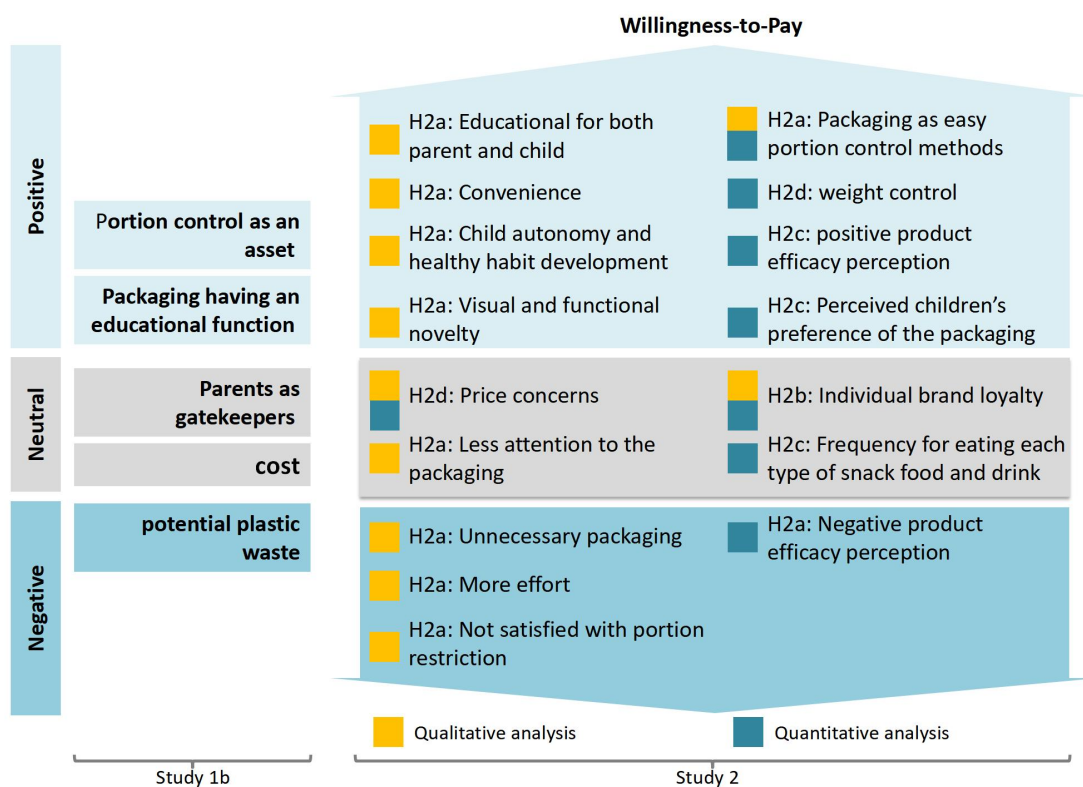 Willingness-to-Pay
Positive
Portion control as an
asset
Packaging having an
educational function
H2a: Educational for both
parent and child
H2a: Convenience
H2a: Child autonomy and
healthy habit development
H2a: Visual and functional
novelty
H2a: Packaging as easy
portion control methods
H2d: weight control
H2c: positive product
efficacy perception
H2c: Perceived children’s
preference of the packaging
Neutral
Parents as
gatekeepers
cost
H2d: Price concerns
H2a: Less attention to the
packaging
H2b: Individual brand loyalty
H2c: Frequency for eating each
type of snack food and drink
Negative
potential plastic
waste
H2a: Unnecessary packaging
H2a: More effort
H2a: Not satisfied with portion
restriction
H2a: Negative product
efficacy perception
Qualitative analysis
Quantitative analysis
Study 1b
Study 2